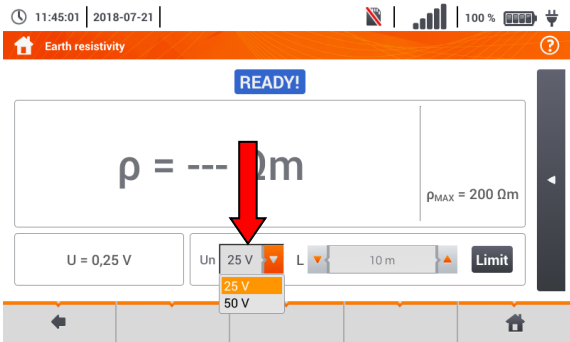 11:45:01 2018-07-21 100 %
Earth resistivity ?
READY!
ρ = --- Ωm
ρMAX = 200 Ωm
U = 0,25 V
Un 25 V L 10 m Limit
25 V
50 V